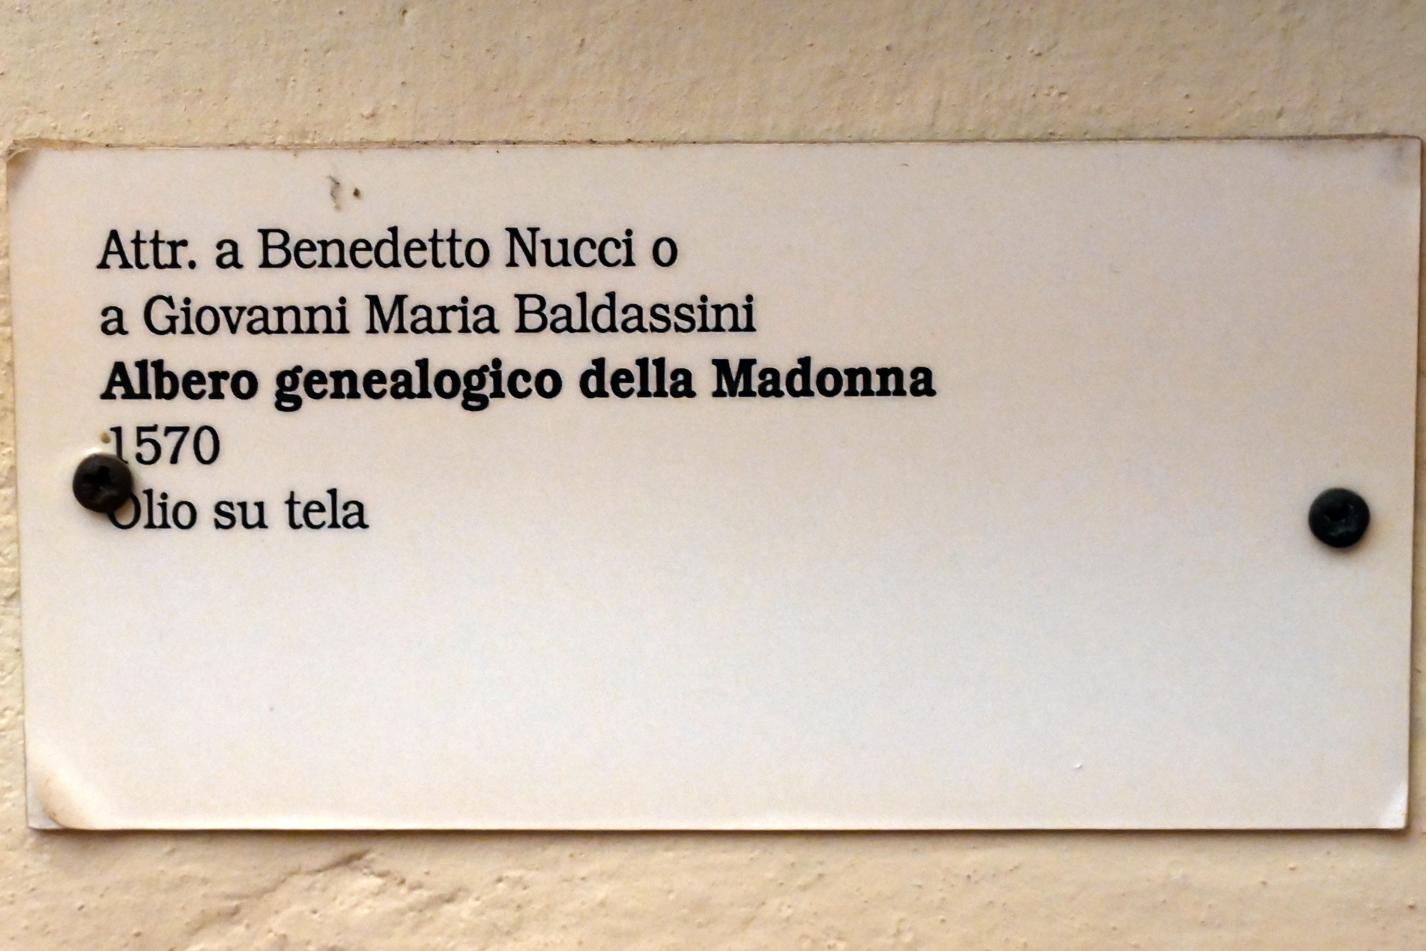 Attr. a Benedetto Nucci o
a Giovanni Maria Baldassini
Albero genealogico della Madonna
1570
Olio su tela